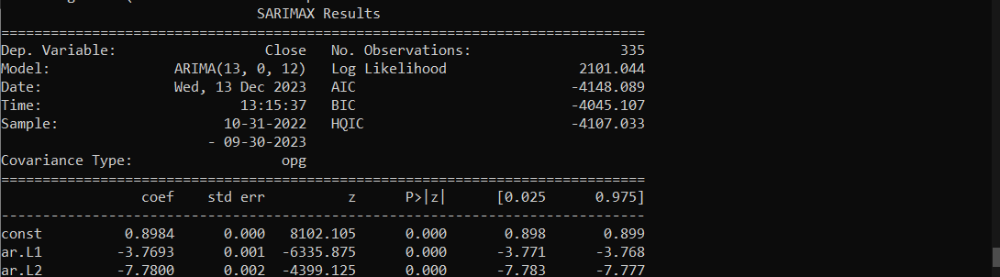 SARIMAX Results
==============================================================================
Dep. Variable:                  Close   No. Observations:                  335
Model:               ARIMA(13, 0, 12)   Log Likelihood                2101.044
Date:                Wed, 13 Dec 2023   AIC                          -4148.089
Time:                        13:15:37   BIC                          -4045.107
Sample:                    10-31-2022   HQIC                         -4107.033
- 09-30-2023
Covariance Type:                  opg
==============================================================================
coef    std err          z      P>|z|      [0.025      0.975]
------------------------------------------------------------------------------
const          0.8984      0.000   8102.105      0.000       0.898       0.899
ar.L1         -3.7693      0.001  -6335.875      0.000      -3.771      -3.768
ar.L2         -7.7800      0.002  -4399.125      0.000      -7.783      -7.777